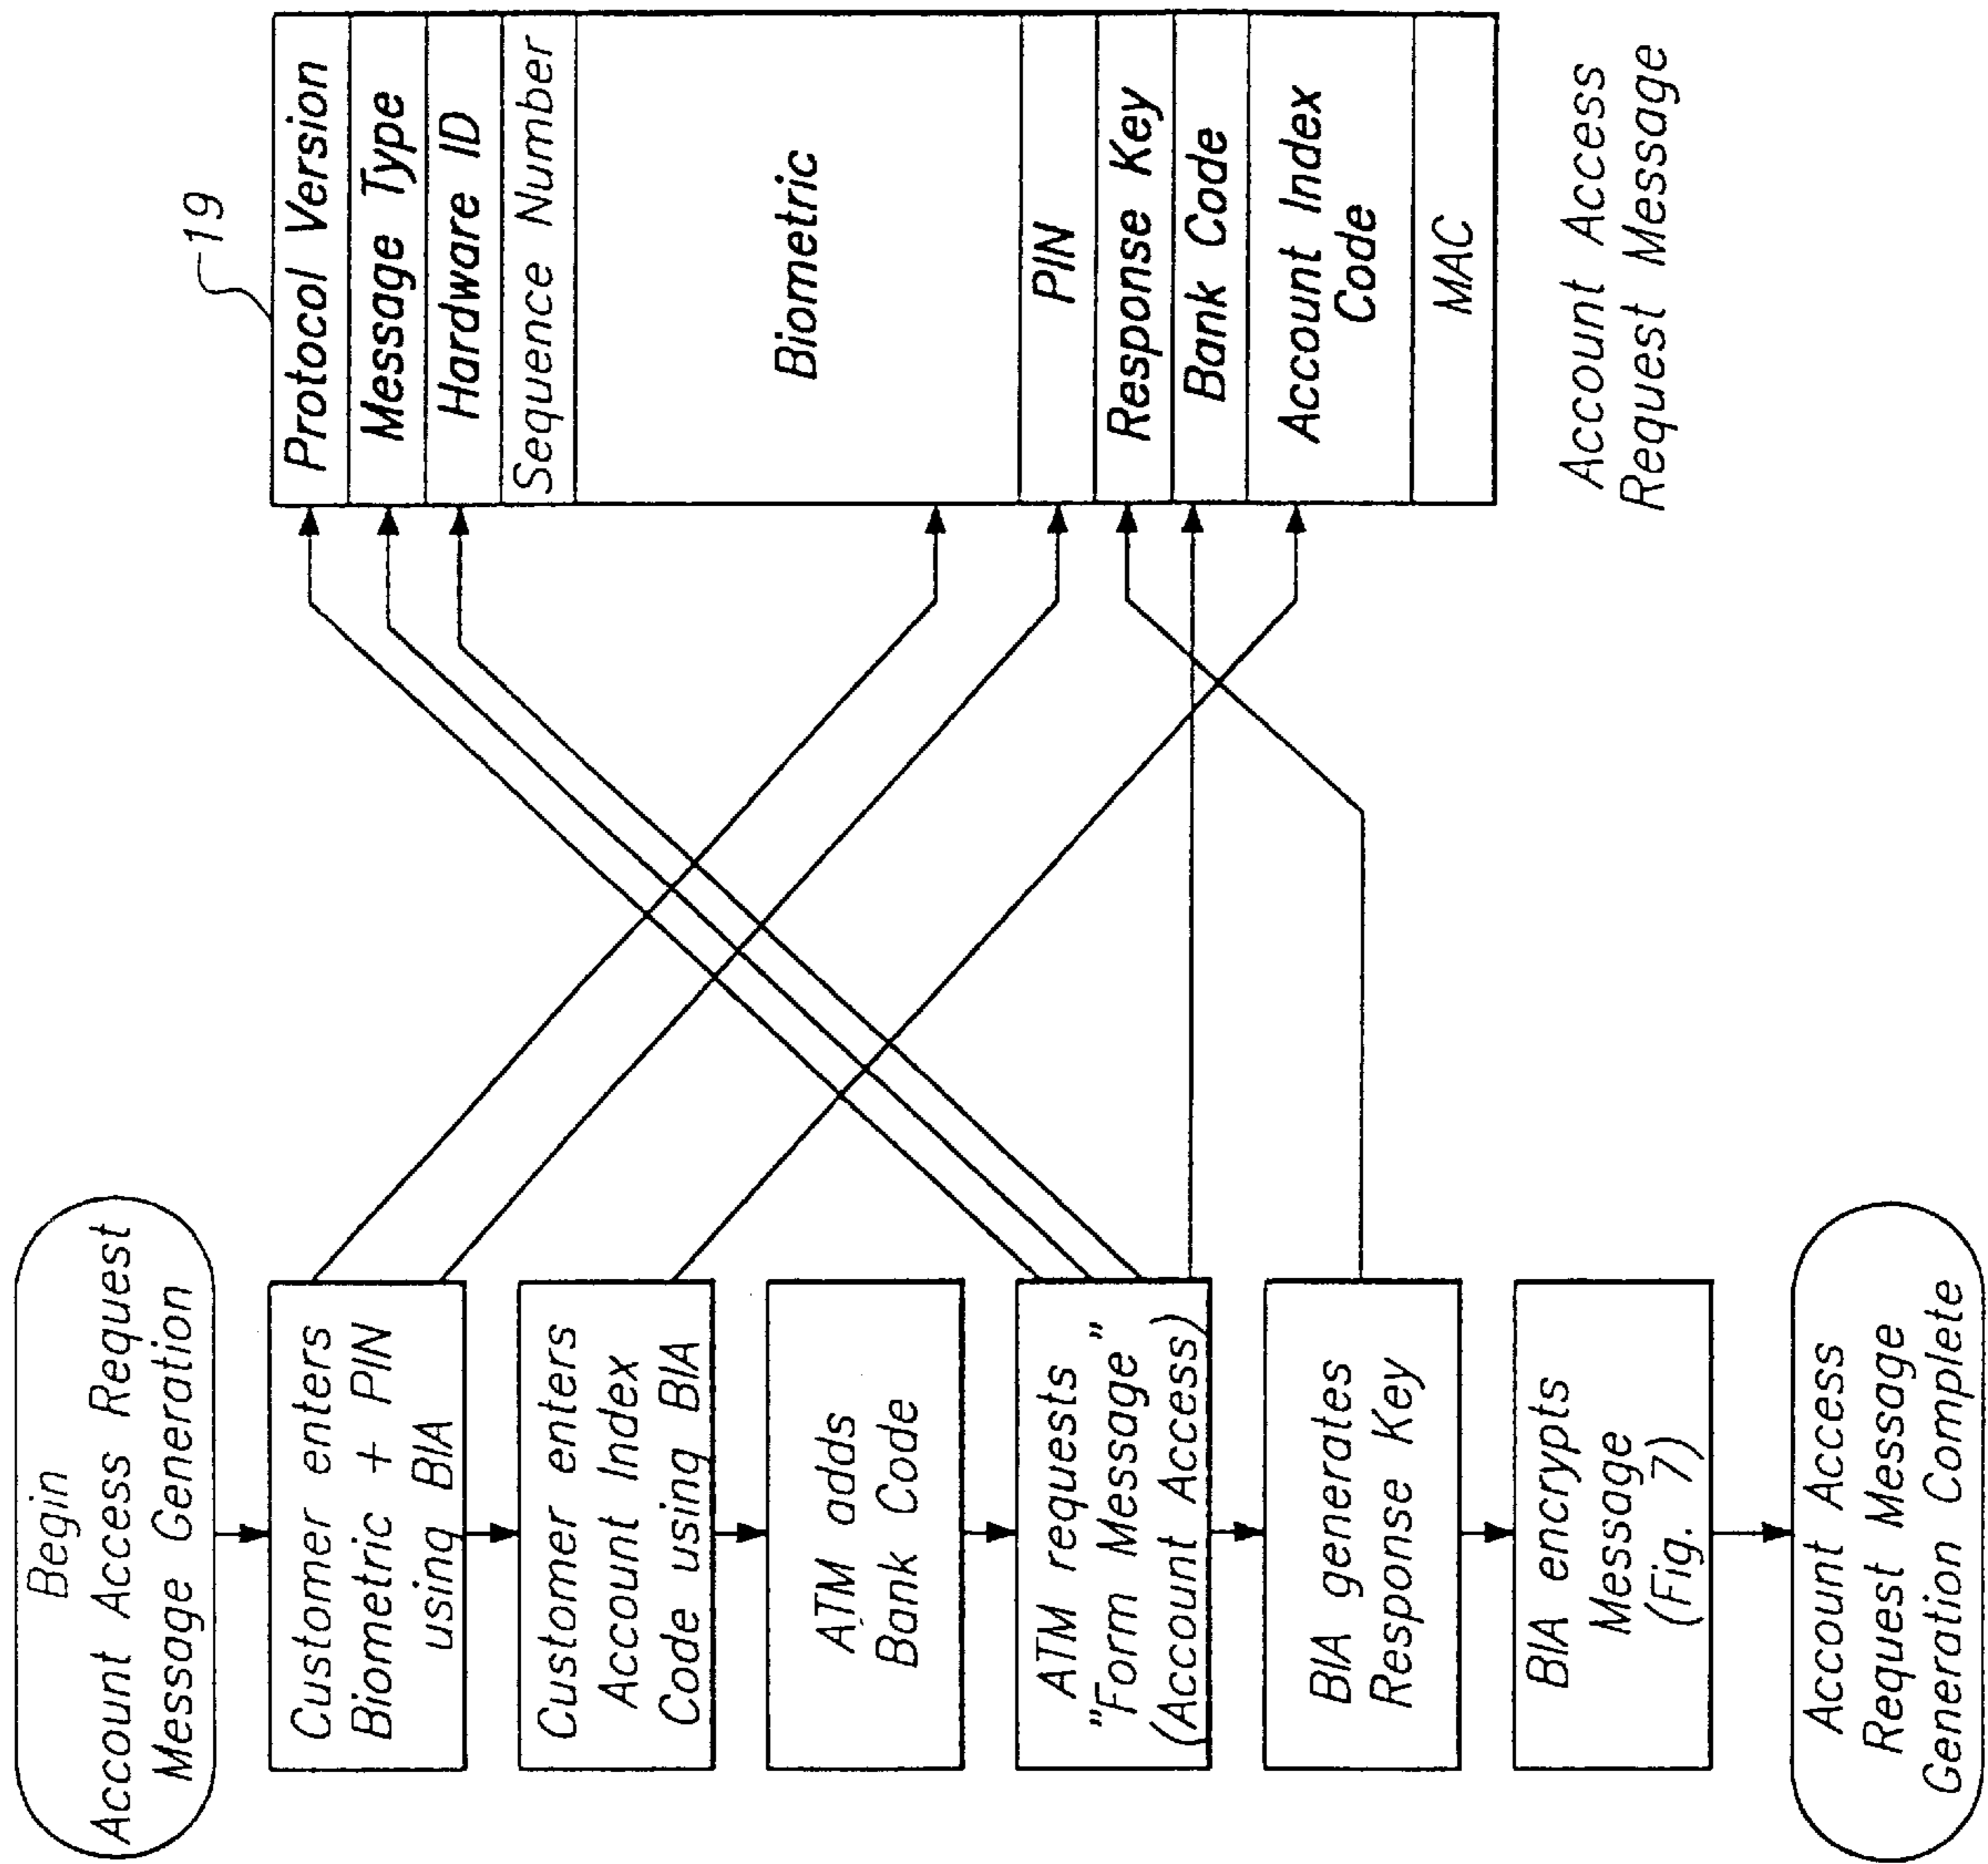 Begin
Account Access Request
Message Generation
Customer enters
Biometric + PIN
using BIA
Customer enters
Account Index
Code using BIA
ATM adds
Bank Code
ATM requests
"Form Message"
(Account Access)
BIA generates
Response Key
BIA encrypts
Message
(Fig. 7)
Account Access
Request Message
Generation Complete
19
Protocol Version
Message Type
Hardware ID
Sequence Number
Biometric
PIN
Response Key
Bank Code
Account Index
Code
MAC
Account Access
Request Message